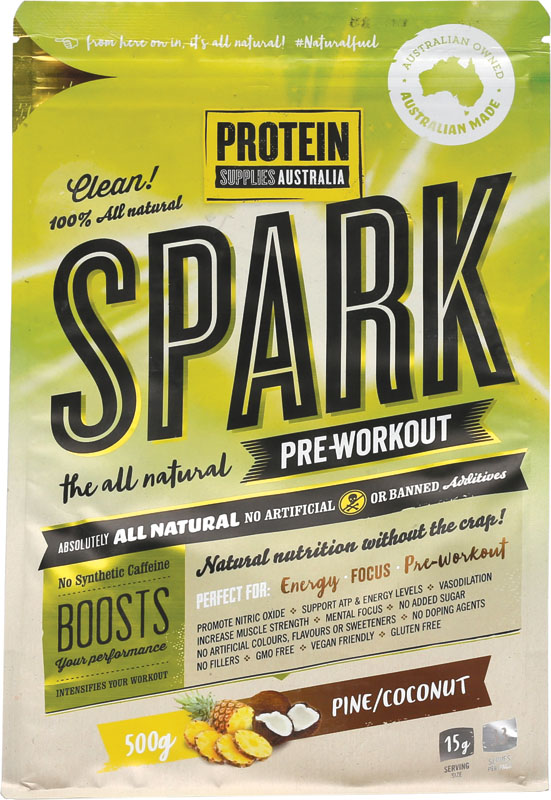 from here on in, it's all natural! #Naturalfuel
AUSTRALIAN OWNED
AUSTRALIAN MADE
PROTEIN
SUPPLIES AUSTRALIA
Clean!
100% All natural
SPARK
the all natural
PRE-WORKOUT
ABSOLUTELY ALL NATURAL NO ARTIFICIAL OR BANNED Additives
Natural nutrition without the crap!
PERFECT FOR: Energy · FOCUS · Pre-workout
PROMOTE NITRIC OXIDE ❖ SUPPORT ATP & ENERGY LEVELS ❖ VASODILATION
INCREASE MUSCLE STRENGTH ❖ MENTAL FOCUS ❖ NO ADDED SUGAR
NO ARTIFICIAL COLOURS, FLAVOURS OR SWEETENERS ❖ NO DOPING AGENTS
NO FILLERS ❖ GMO FREE ❖ VEGAN FRIENDLY ❖ GLUTEN FREE
No Synthetic Caffeine
BOOSTS
Your performance
INTENSIFIES YOUR WORKOUT
500g
PINE/COCONUT
15g
SERVING
SIZE